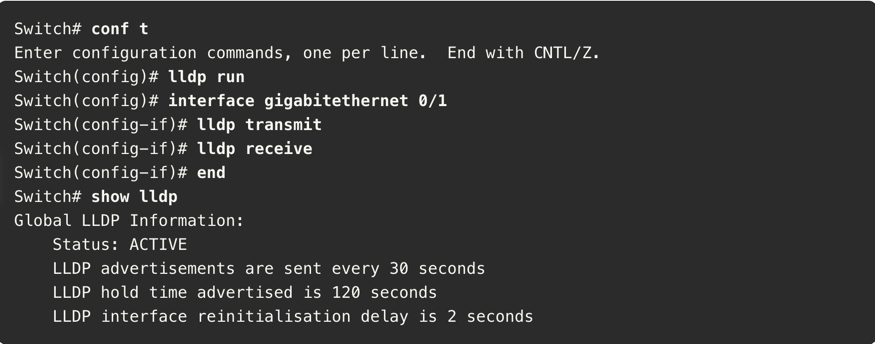 Switch# conf t
Enter configuration commands, one per line.  End with CNTL/Z.
Switch(config)# lldp run
Switch(config)# interface gigabitethernet 0/1
Switch(config-if)# lldp transmit
Switch(config-if)# lldp receive
Switch(config-if)# end
Switch# show lldp
Global LLDP Information:
    Status: ACTIVE
    LLDP advertisements are sent every 30 seconds
    LLDP hold time advertised is 120 seconds
    LLDP interface reinitialisation delay is 2 seconds